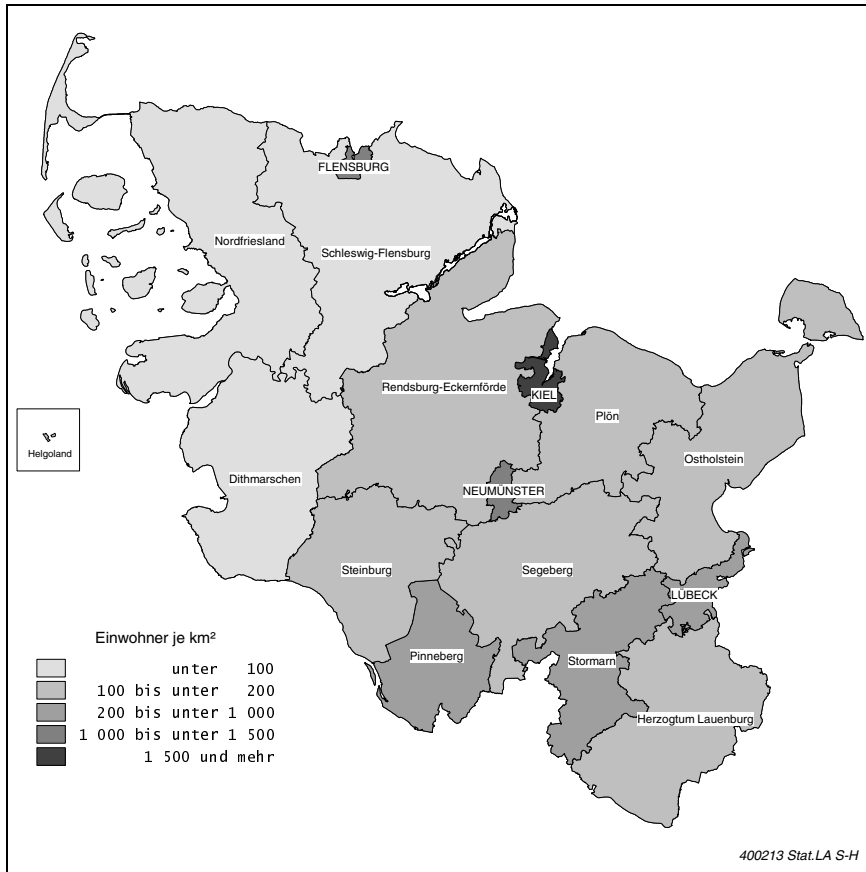 FLENSBURG
Nordfriesland
Schleswig-Flensburg
Rendsburg-Eckernförde
KIEL
Plön
Ostholstein
Helgoland
Dithmarschen
NEUMÜNSTER
Steinburg
Segeberg
LÜBECK
Pinneberg
Stormarn
Herzogtum Lauenburg
Einwohner je km²
unter 100
100 bis unter 200
200 bis unter 1 000
1 000 bis unter 1 500
1 500 und mehr
400213 Stat.LA S-H